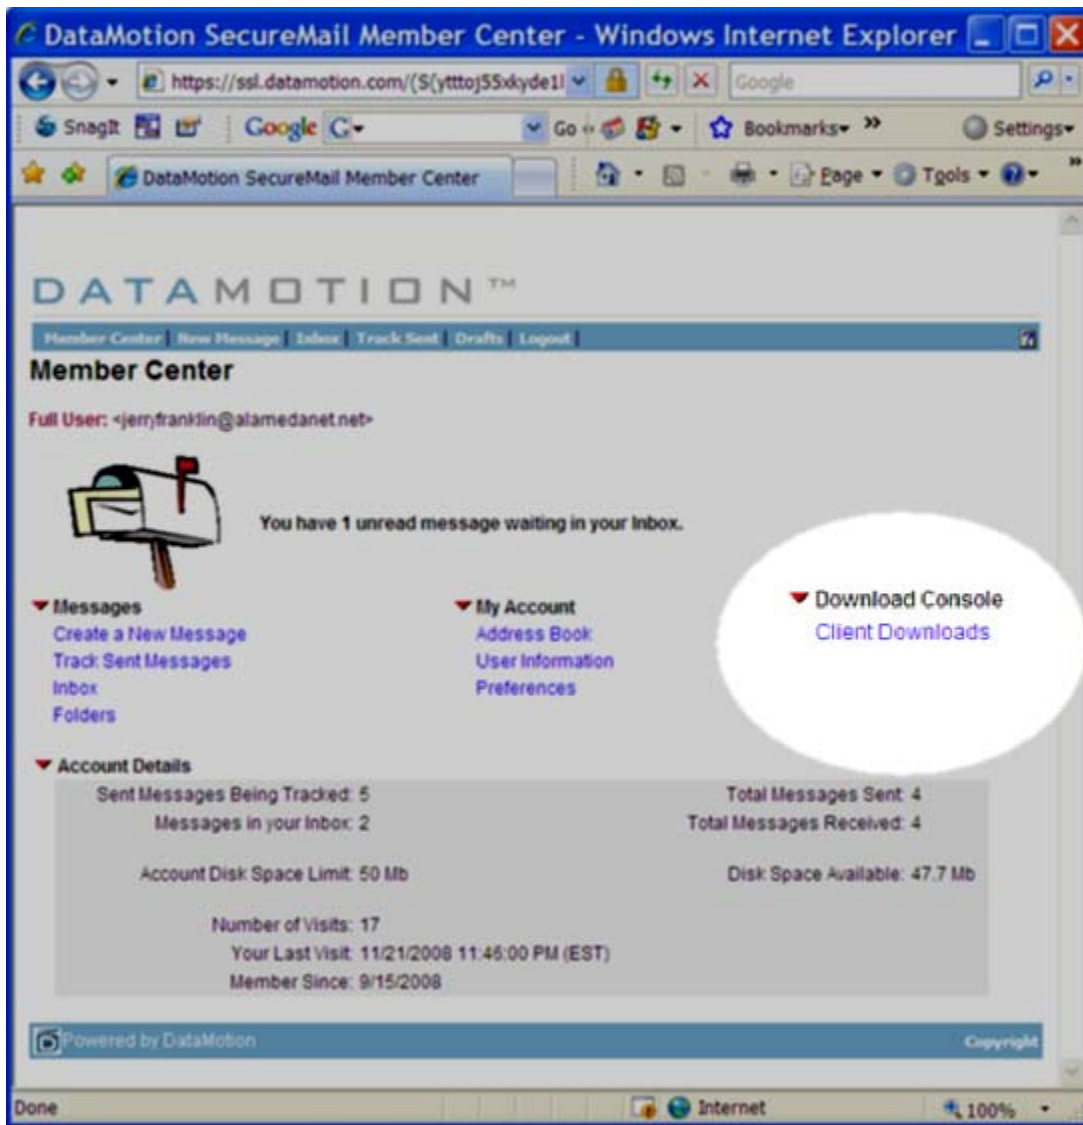 DataMotion SecureMail Member Center - Windows Internet Explorer
Google
SnagIt Google Go Bookmarks Settings
DataMotion SecureMail Member Center Page Tools
DATAMOTION™
Member Center | New Message | Inbox | Track Sent | Drafts | Logout |
Member Center
Full User: <jerryfranklin@alamedanet.net>
You have 1 unread message waiting in your Inbox.
Messages
Create a New Message
Track Sent Messages
Inbox
Folders
My Account
Address Book
User Information
Preferences
Download Console
Client Downloads
Account Details
Sent Messages Being Tracked: 5
Total Messages Sent: 4
Messages in your Inbox: 2
Total Messages Received: 4
Account Disk Space Limit: 50 Mb
Disk Space Available: 47.7 Mb
Number of Visits: 17
Your Last Visit: 11/21/2008 11:46:00 PM (EST)
Member Since: 9/15/2008
Powered by DataMotion
Copyright
Done Internet 100%